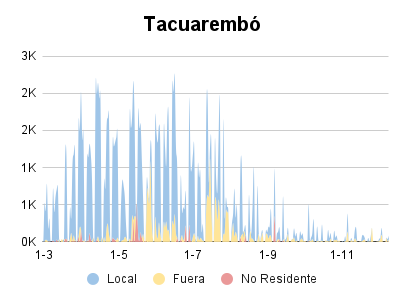 Tacuarembó
3K
2K
2K
1K
1K
0K
1-3 1-5 1-7 1-9 1-11
Local Fuera No Residente